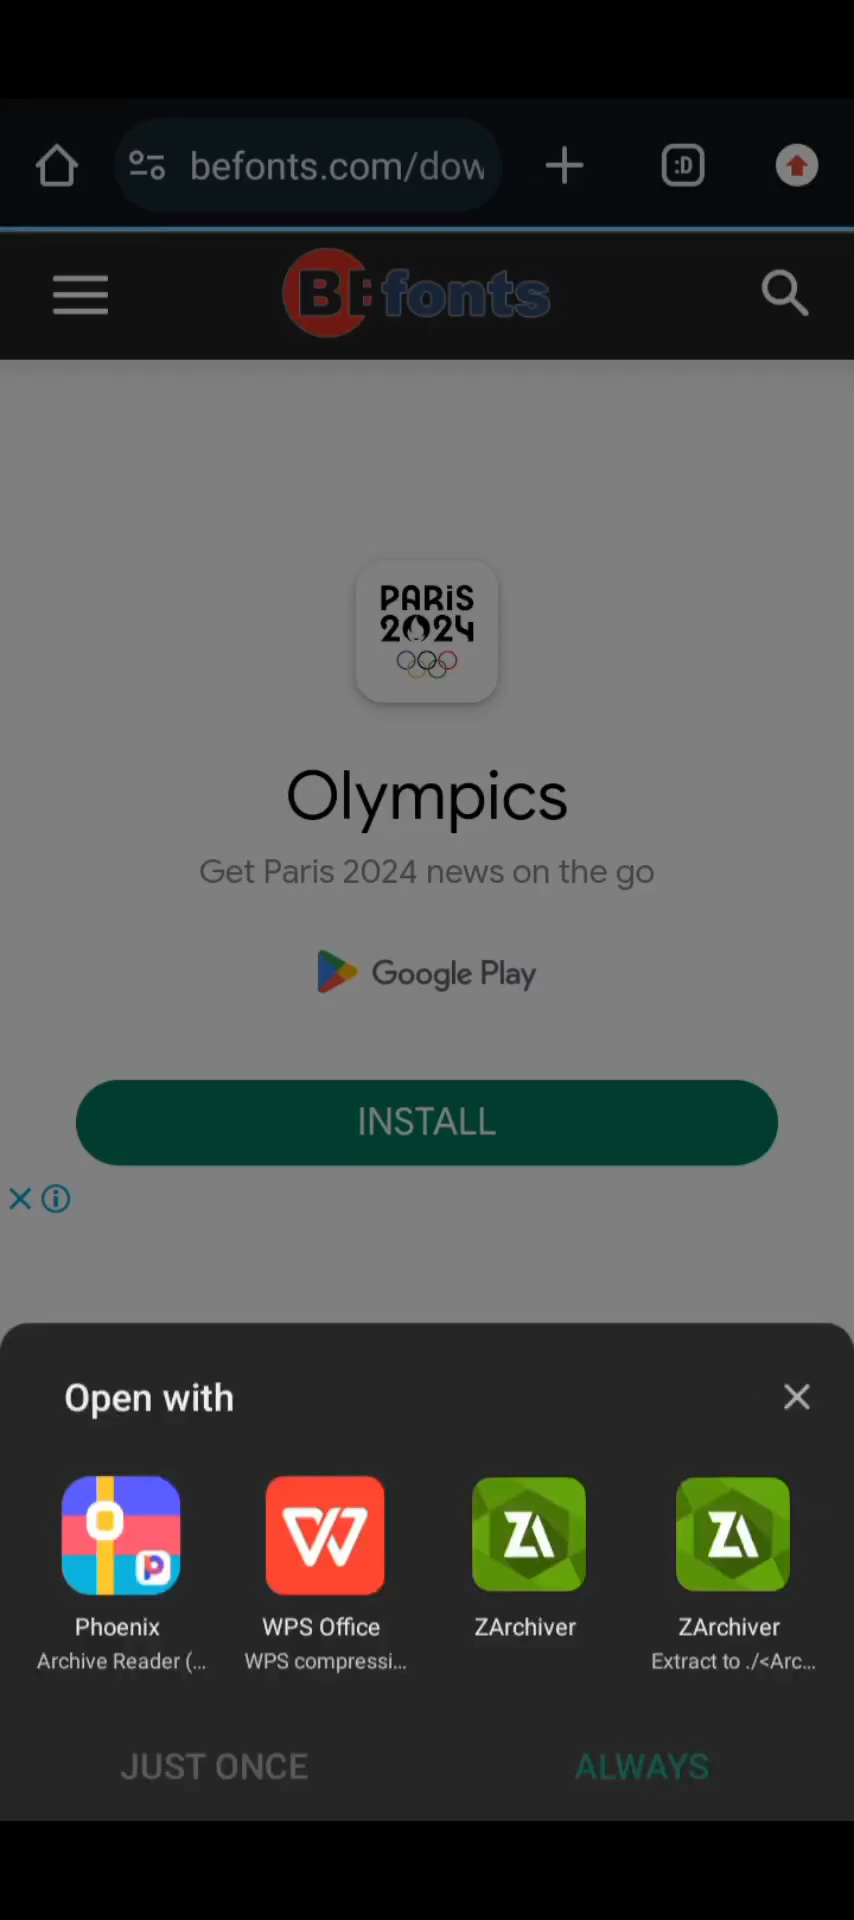 befonts.com/dow
:D
BEfonts
PARiS
2024
Olympics
Get Paris 2024 news on the go
Google Play
INSTALL
Open with
Phoenix
Archive Reader (...
WPS Office
WPS compressi...
ZArchiver
ZArchiver
Extract to ./<Arc...
JUST ONCE
ALWAYS